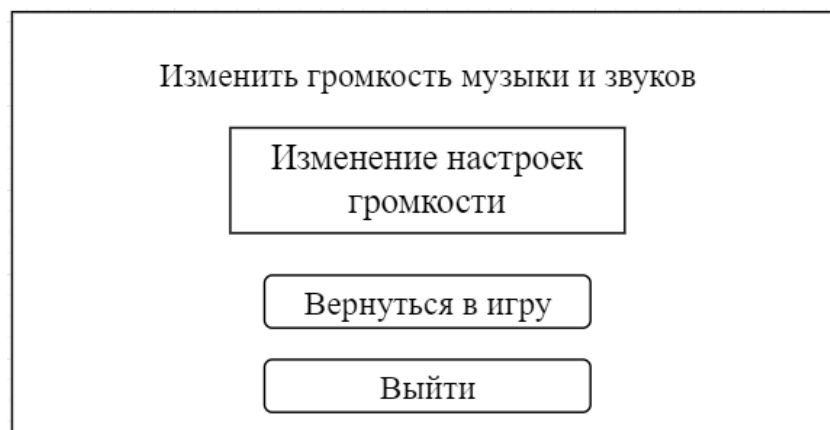 Изменить громкость музыки и звуков
Изменение настроек
громкости
Вернуться в игру
Выйти